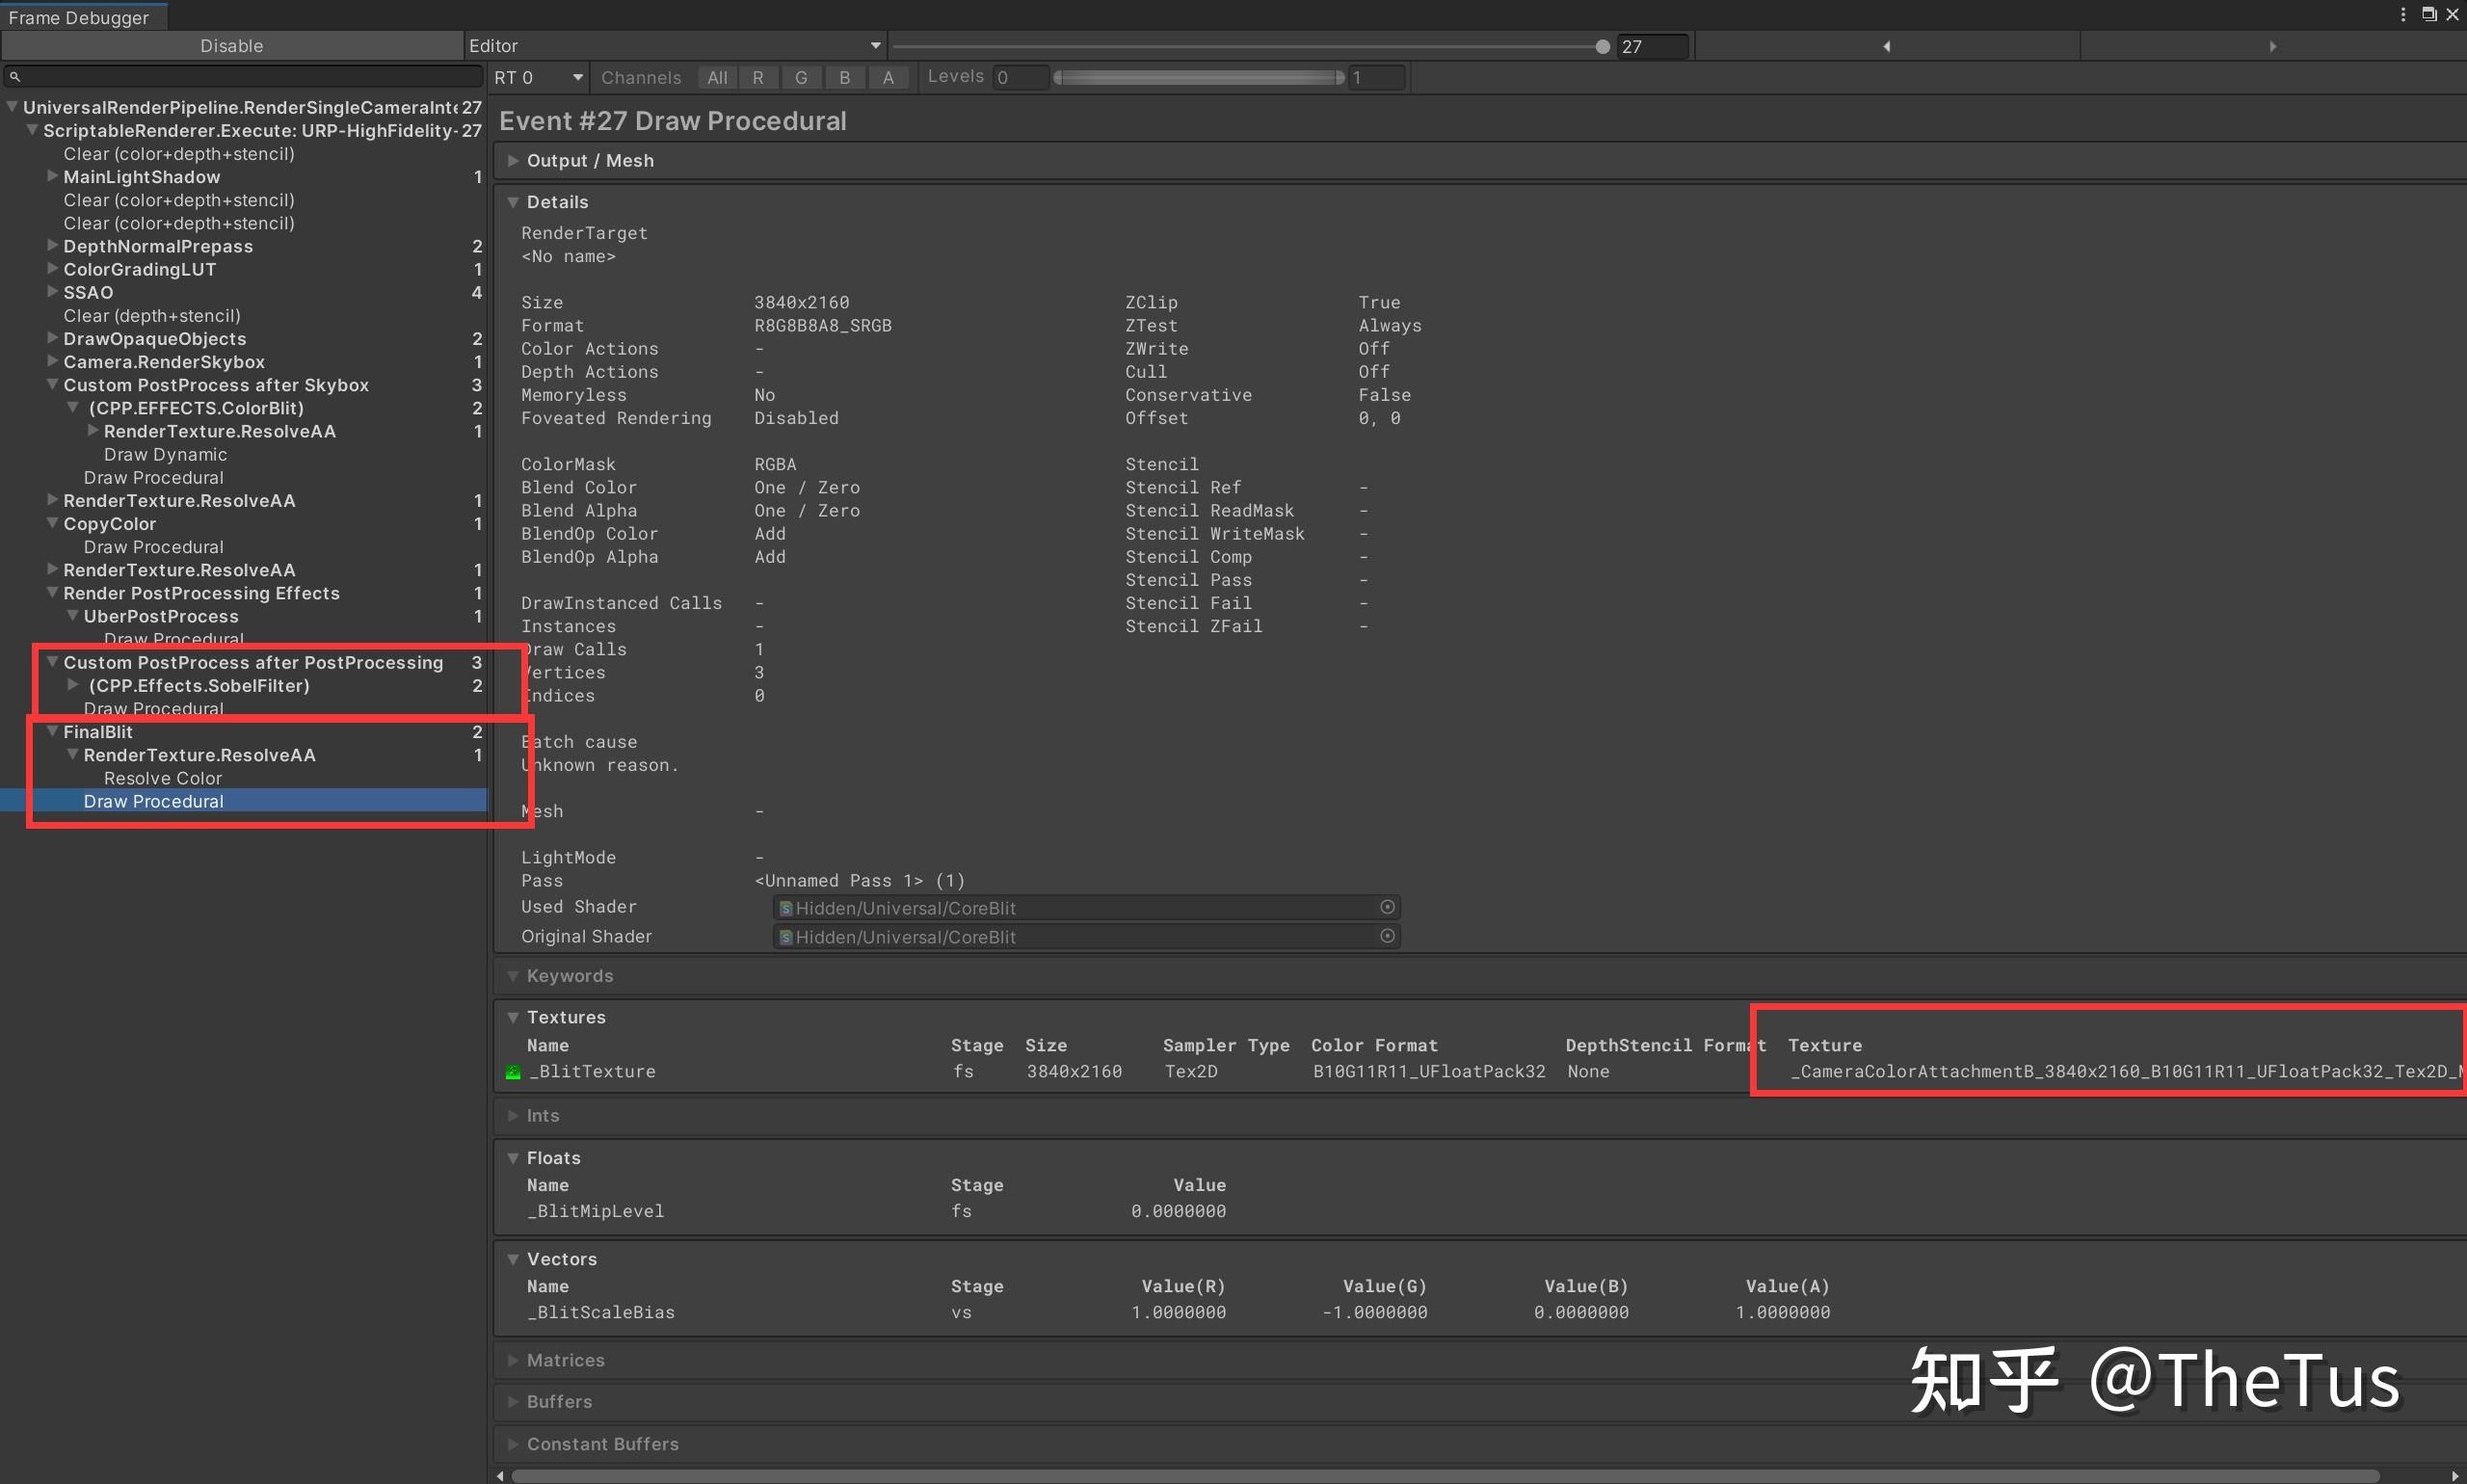 Frame Debugger
Disable
Editor
27
RT 0
Channels All R G B A
Levels 0 1
UniversalRenderPipeline.RenderSingleCameraInte 27
ScriptableRenderer.Execute: URP-HighFidelity- 27
Clear (color+depth+stencil)
MainLightShadow 1
Clear (color+depth+stencil)
Clear (color+depth+stencil)
DepthNormalPrepass 2
ColorGradingLUT 1
SSAO 4
Clear (depth+stencil)
DrawOpaqueObjects 2
Camera.RenderSkybox 1
Custom PostProcess after Skybox 3
(CPP.EFFECTS.ColorBlit) 2
RenderTexture.ResolveAA 1
Draw Dynamic
Draw Procedural
RenderTexture.ResolveAA 1
CopyColor 1
Draw Procedural
RenderTexture.ResolveAA 1
Render PostProcessing Effects 1
UberPostProcess 1
Draw Procedural
Custom PostProcess after PostProcessing 3
(CPP.Effects.SobelFilter) 2
Draw Procedural
FinalBlit 2
RenderTexture.ResolveAA 1
Resolve Color
Draw Procedural
Event #27 Draw Procedural
Output / Mesh
Details
RenderTarget
<No name>
Size 3840x2160 ZClip True
Format R8G8B8A8_SRGB ZTest Always
Color Actions - ZWrite Off
Depth Actions - Cull Off
Memoryless No Conservative False
Foveated Rendering Disabled Offset 0, 0
ColorMask RGBA Stencil
Blend Color One / Zero Stencil Ref -
Blend Alpha One / Zero Stencil ReadMask -
BlendOp Color Add Stencil WriteMask -
BlendOp Alpha Add Stencil Comp -
Stencil Pass -
DrawInstanced Calls - Stencil Fail -
Instances - Stencil ZFail -
Draw Calls 1
Vertices 3
Indices 0
Batch cause
Unknown reason.
Mesh -
LightMode -
Pass <Unnamed Pass 1> (1)
Used Shader Hidden/Universal/CoreBlit
Original Shader Hidden/Universal/CoreBlit
Keywords
Textures
Name Stage Size Sampler Type Color Format DepthStencil Format Texture
_BlitTexture fs 3840x2160 Tex2D B10G11R11_UFloatPack32 None _CameraColorAttachmentB_3840x2160_B10G11R11_UFloatPack32_Tex2D_M
Ints
Floats
Name Stage Value
_BlitMipLevel fs 0.0000000
Vectors
Name Stage Value(R) Value(G) Value(B) Value(A)
_BlitScaleBias vs 1.0000000 -1.0000000 0.0000000 1.0000000
Matrices
Buffers
Constant Buffers
知乎 @TheTus